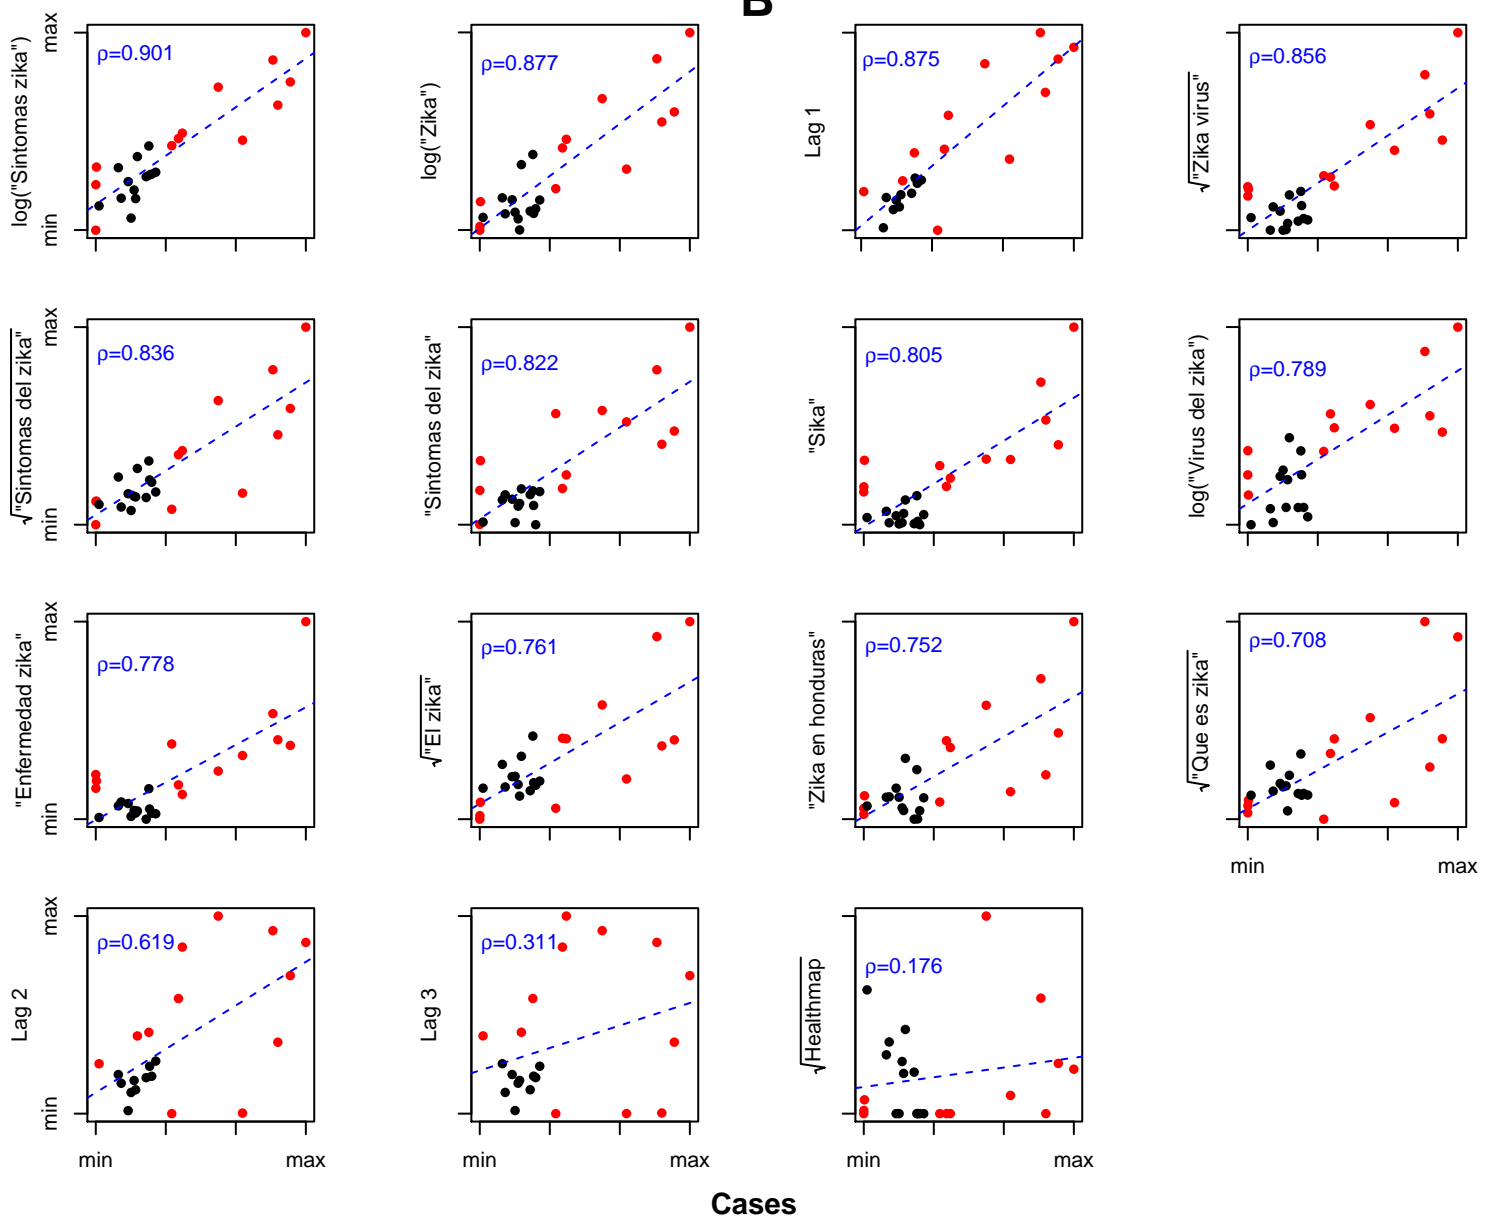 B
log("Sintomas zika")
max
min
ρ=0.901
log("Zika")
ρ=0.877
Lag 1
ρ=0.875
√"Zika virus"
ρ=0.856
√"Sintomas del zika"
max
min
ρ=0.836
"Sintomas del zika"
ρ=0.822
"Sika"
ρ=0.805
log("Virus del zika")
ρ=0.789
"Enfermedad zika"
max
min
ρ=0.778
√"El zika"
ρ=0.761
"Zika en honduras"
ρ=0.752
√"Que es zika"
ρ=0.708
min
max
Lag 2
max
min
ρ=0.619
min
max
Lag 3
ρ=0.311
min
max
√Healthmap
ρ=0.176
min
max
Cases